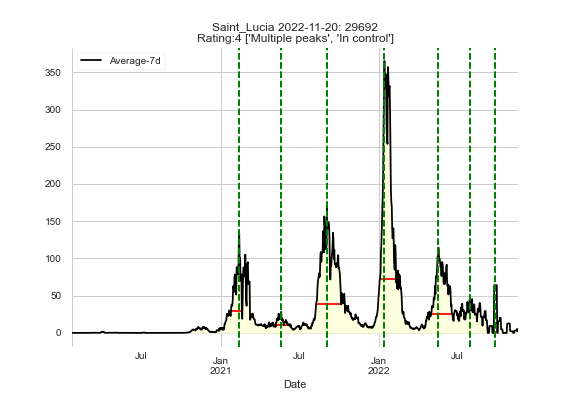 Saint_Lucia 2022-11-20: 29692
Rating:4 ['Multiple peaks', 'In control']
Average-7d
350
300
250
200
150
100
50
0
Jul
Jan
2021
Jul
Jan
2022
Jul
Date